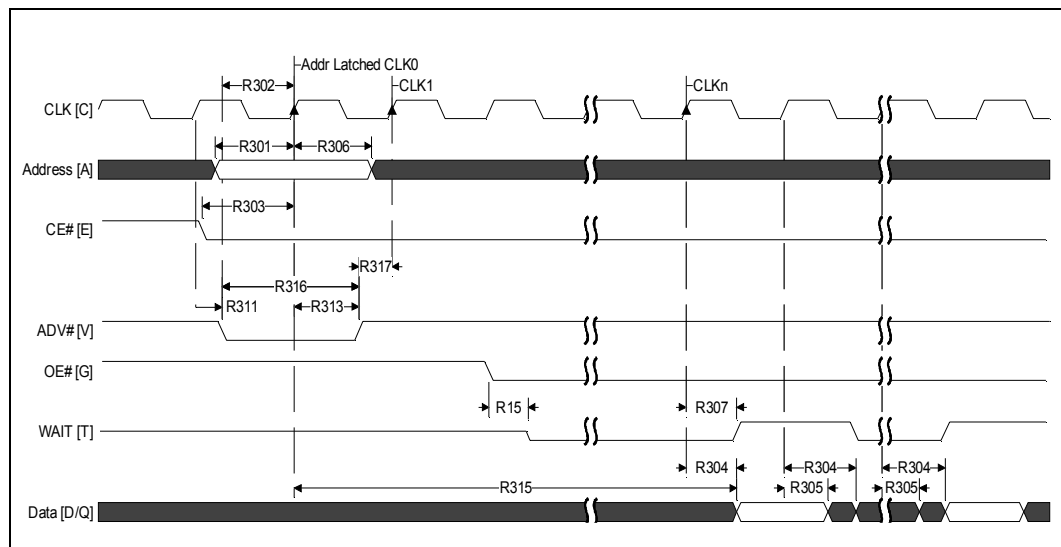 Addr Latched CLK0
R302
CLK1
CLKn
CLK [C]
R301
R306
Address [A]
R303
CE# [E]
R317
R316
R311
R313
ADV# [V]
OE# [G]
R15
R307
WAIT [T]
R304
R304
R304
R315
R305
R305
Data [D/Q]